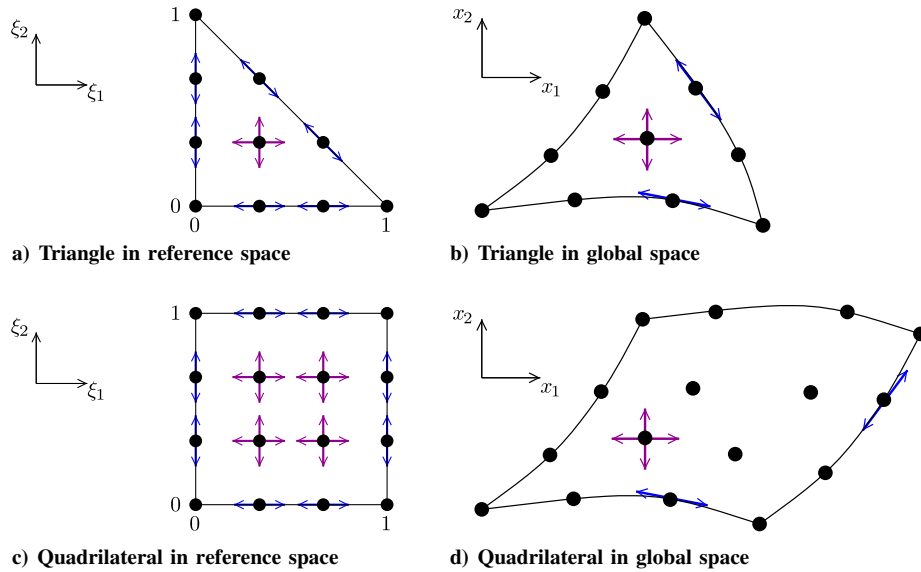 ξ2
ξ1
1
0
0
1
a) Triangle in reference space
x2
x1
b) Triangle in global space
ξ2
ξ1
1
0
0
1
c) Quadrilateral in reference space
x2
x1
d) Quadrilateral in global space